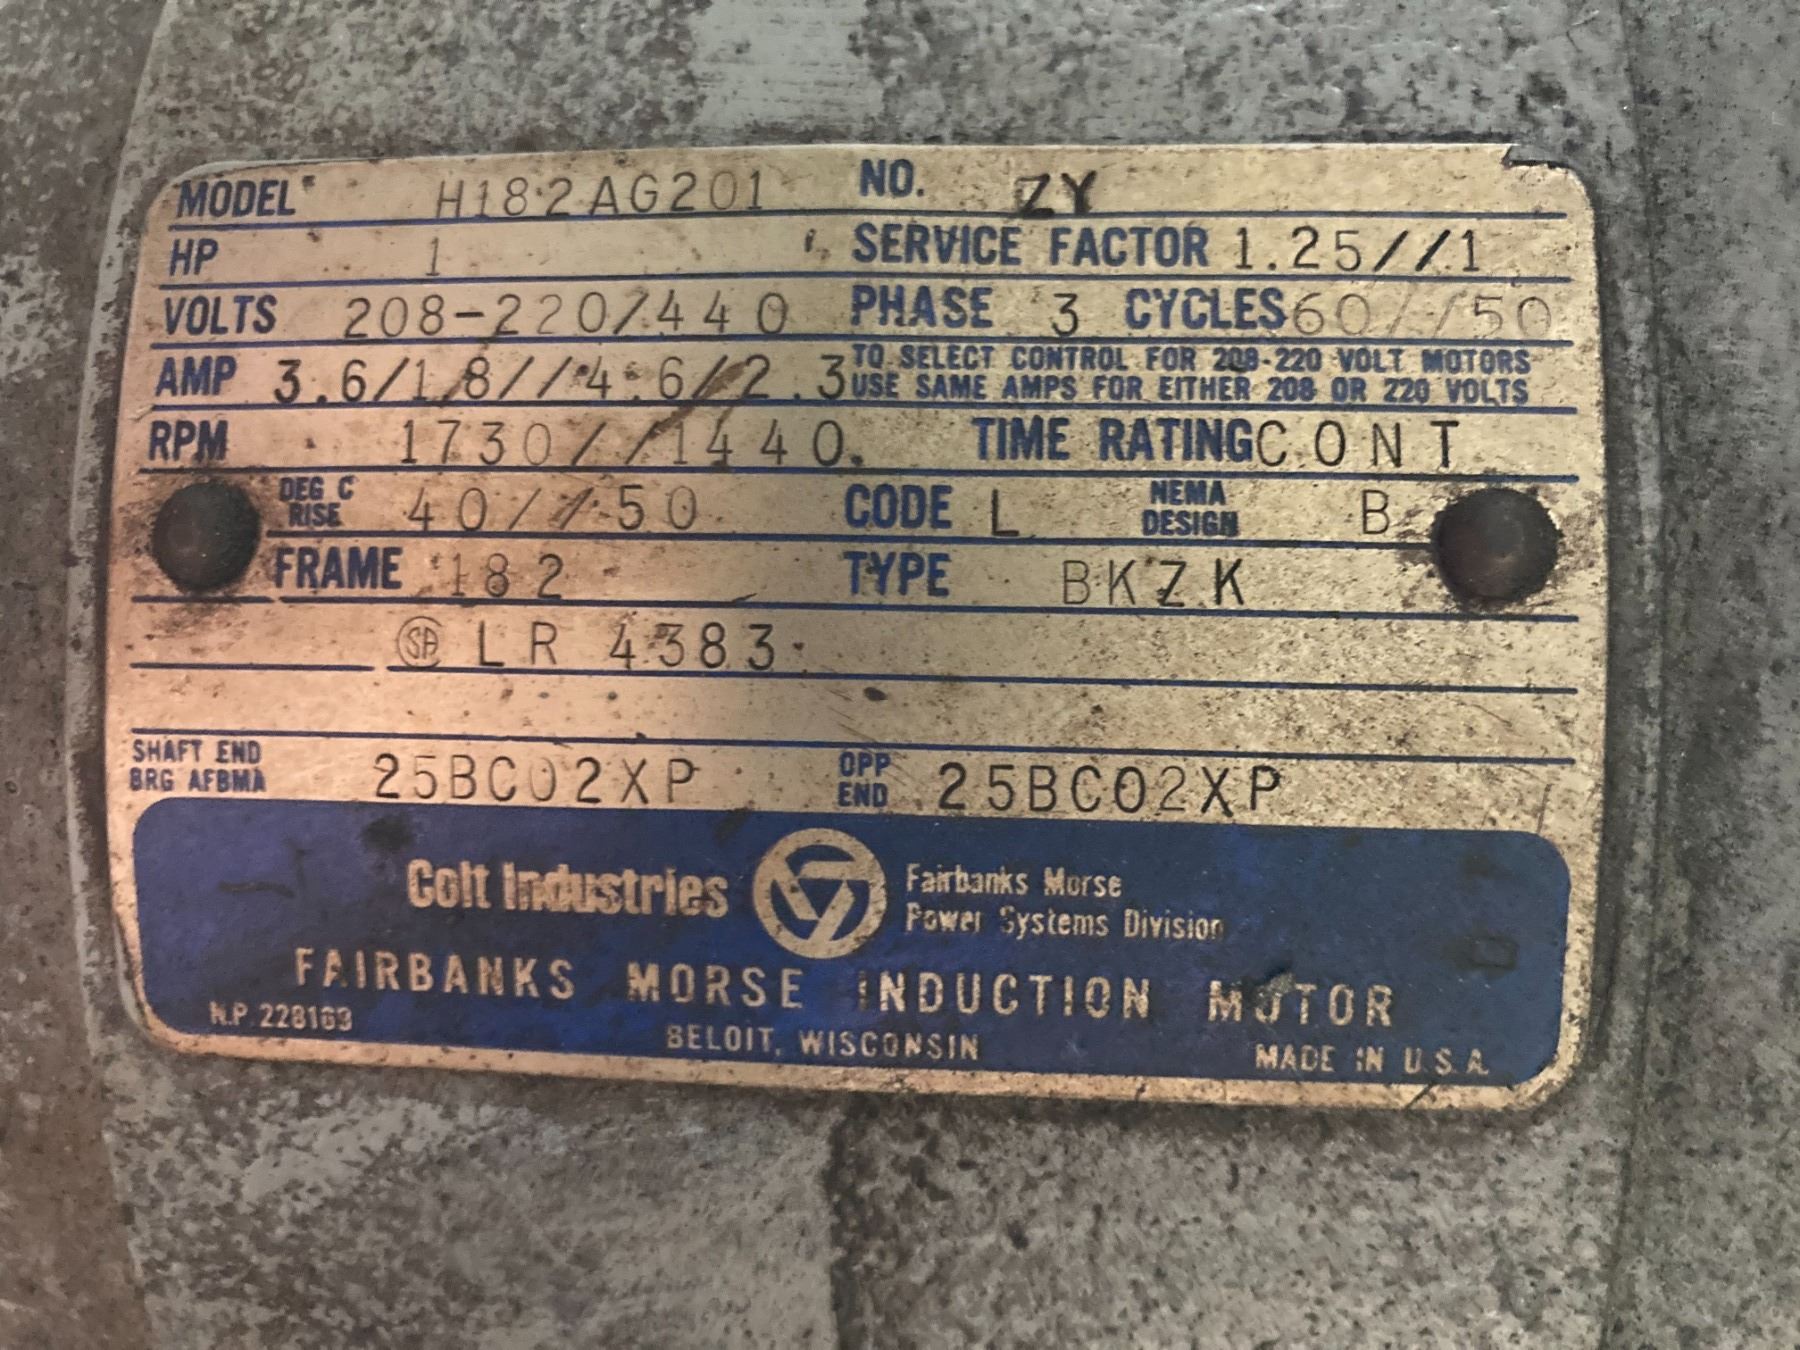 MODEL H182AG201 NO. ZY
HP 1 SERVICE FACTOR 1.25//1
VOLTS 208-220/440 PHASE 3 CYCLES 60//50
AMP 3.6/1.8//4.6/2.3 TO SELECT CONTROL FOR 208-220 VOLT MOTORS
USE SAME AMPS FOR EITHER 208 OR 220 VOLTS
RPM 1730//1440 TIME RATING CONT
DEG C RISE 40//50 CODE L NEMA DESIGN B
FRAME 182 TYPE BKZK
SA LR 4383
SHAFT END BRG AFBMA 25BC02XP OPP END 25BC02XP
Colt Industries Fairbanks Morse
Power Systems Division
FAIRBANKS MORSE INDUCTION MOTOR
N.P. 228169 BELOIT, WISCONSIN MADE IN U.S.A.